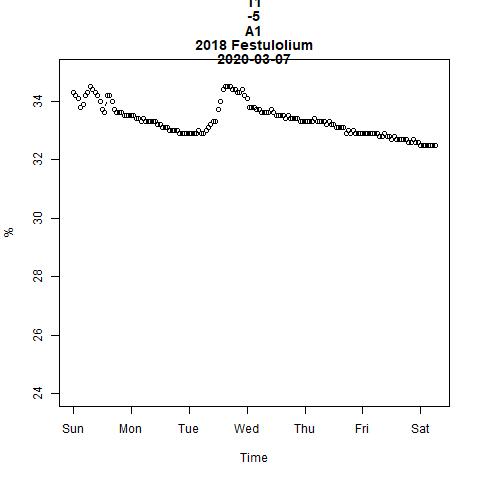 T1
-5
A1
2018 Festulolium
2020-03-07
34
32
30
28
26
24
%
Sun Mon Tue Wed Thu Fri Sat
Time